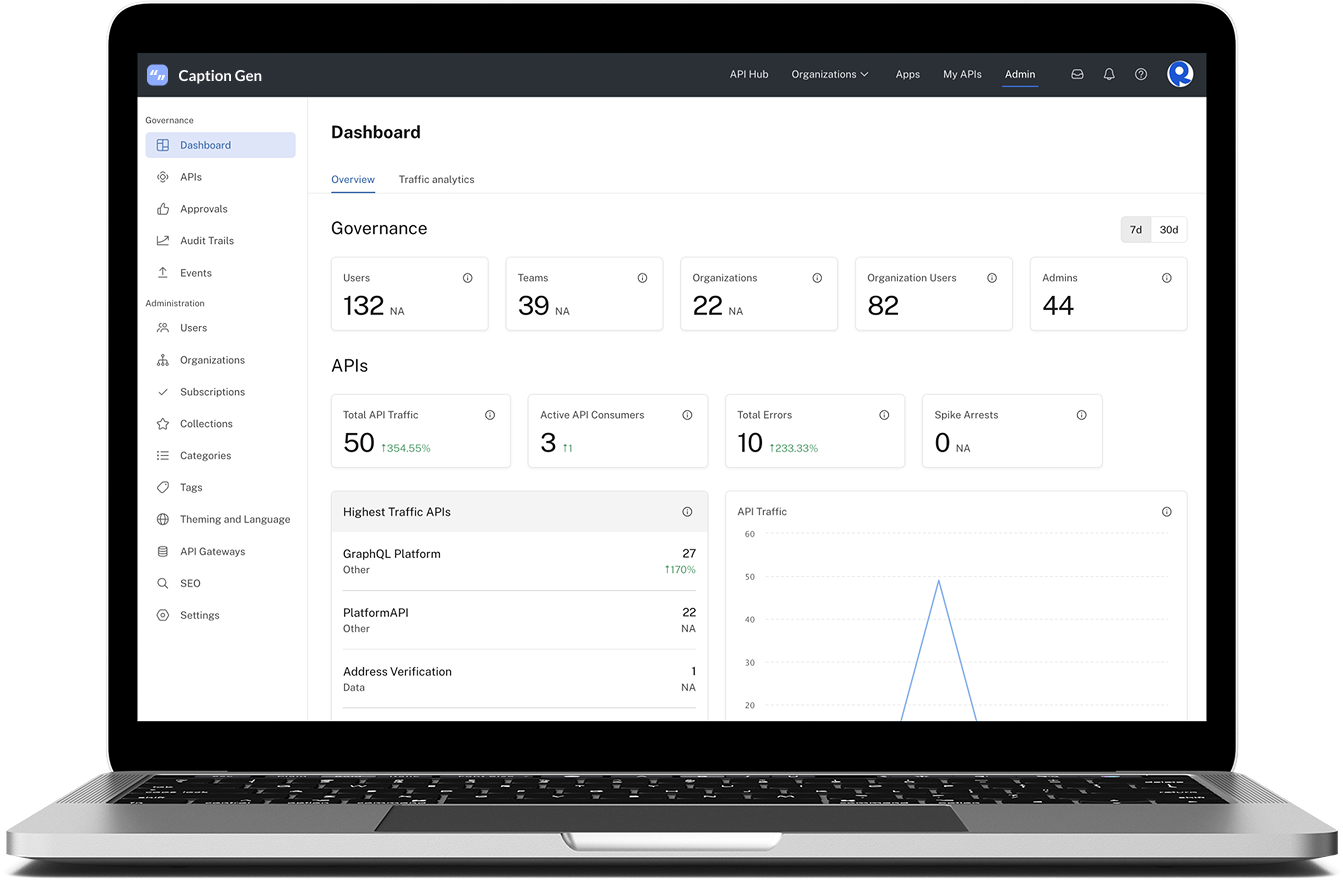 Caption Gen
API Hub Organizations Apps My APIs Admin
Governance
Dashboard
APIs
Approvals
Audit Trails
Events
Administration
Users
Organizations
Subscriptions
Collections
Categories
Tags
Theming and Language
API Gateways
SEO
Settings
Dashboard
Overview Traffic analytics
Governance
7d 30d
Users
132 NA
Teams
39 NA
Organizations
22 NA
Organization Users
82
Admins
44
APIs
Total API Traffic
50 ↑354.55%
Active API Consumers
3 ↑1
Total Errors
10 ↑233.33%
Spike Arrests
0 NA
Highest Traffic APIs
GraphQL Platform 27
Other ↑170%
PlatformAPI 22
Other NA
Address Verification 1
Data NA
API Traffic
60
50
40
30
20